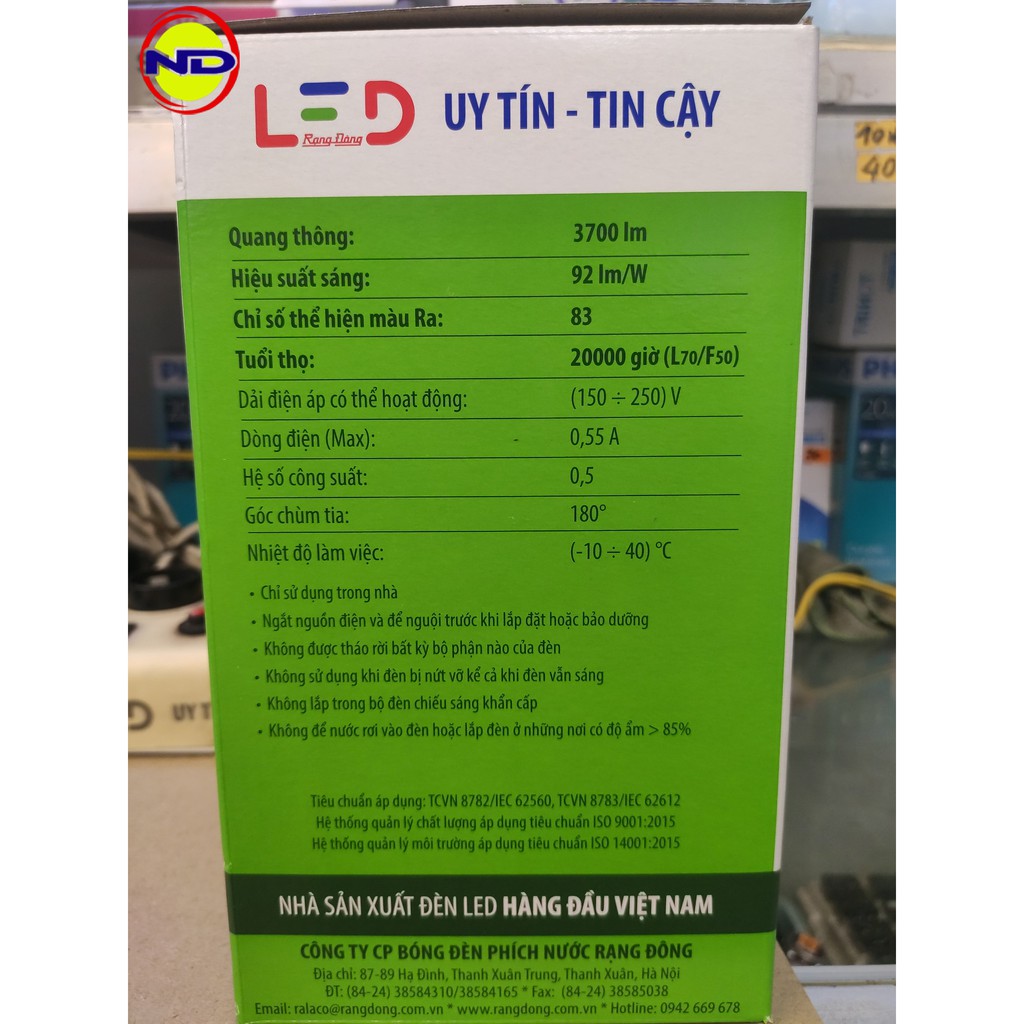 ND
LED
Rạng Đông
UY TÍN - TIN CẬY
Quang thông: 3700 lm
Hiệu suất sáng: 92 lm/W
Chỉ số thể hiện màu Ra: 83
Tuổi thọ: 20000 giờ (L70/F50)
Dải điện áp có thể hoạt động: (150 ÷ 250) V
Dòng điện (Max): - 0,55 A
Hệ số công suất: 0,5
Góc chùm tia: 180°
Nhiệt độ làm việc: (-10 ÷ 40) °C
• Chỉ sử dụng trong nhà
• Ngắt nguồn điện và để nguội trước khi lắp đặt hoặc bảo dưỡng
• Không được tháo rời bất kỳ bộ phận nào của đèn
• Không sử dụng khi đèn bị nứt vỡ kể cả khi đèn vẫn sáng
• Không lắp trong bộ đèn chiếu sáng khẩn cấp
• Không để nước rơi vào đèn hoặc lắp đèn ở những nơi có độ ẩm > 85%
Tiêu chuẩn áp dụng: TCVN 8782/IEC 62560, TCVN 8783/IEC 62612
Hệ thống quản lý chất lượng áp dụng tiêu chuẩn ISO 9001:2015
Hệ thống quản lý môi trường áp dụng tiêu chuẩn ISO 14001:2015
NHÀ SẢN XUẤT ĐÈN LED HÀNG ĐẦU VIỆT NAM
CÔNG TY CP BÓNG ĐÈN PHÍCH NƯỚC RẠNG ĐÔNG
Địa chỉ: 87-89 Hạ Đình, Thanh Xuân Trung, Thanh Xuân, Hà Nội
ĐT: (84-24) 38584310/38584165 * Fax: (84-24) 38585038
Email: ralaco@rangdong.com.vn * www.rangdong.com.vn * Hotline: 0942 669 678
UY T
PH
20
40